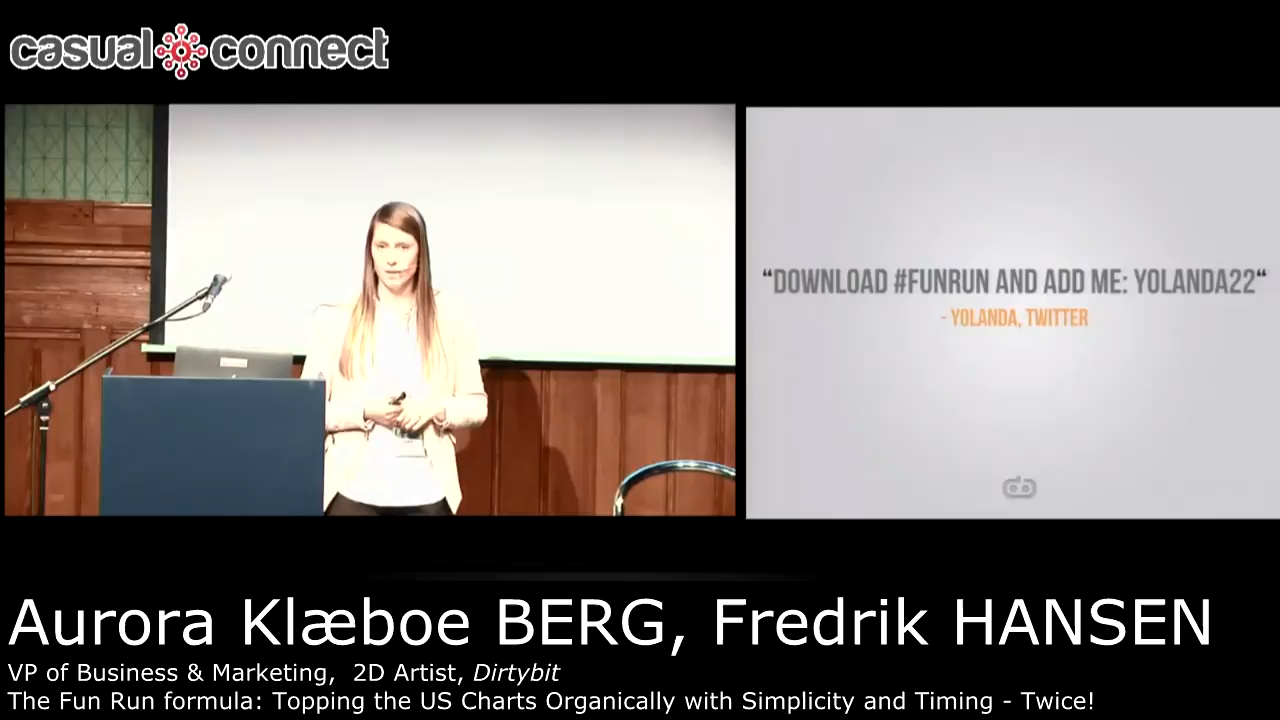 casual connect
“DOWNLOAD #FUNRUN AND ADD ME: YOLANDA22“
- YOLANDA, TWITTER
db
Aurora Klæboe BERG, Fredrik HANSEN
VP of Business & Marketing, 2D Artist, Dirtybit
The Fun Run formula: Topping the US Charts Organically with Simplicity and Timing - Twice!